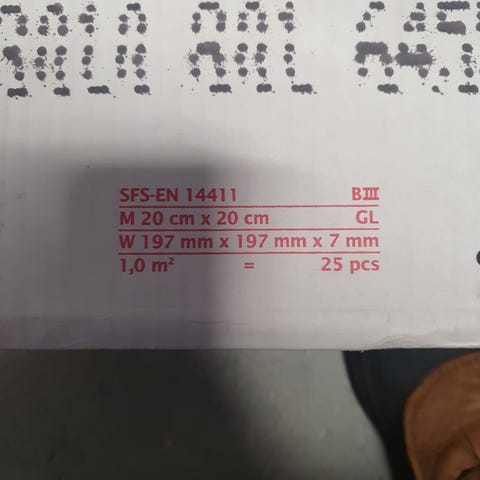 SFS-EN 14411 BIII
M 20 cm x 20 cm GL
W 197 mm x 197 mm x 7 mm
1,0 m² = 25 pcs